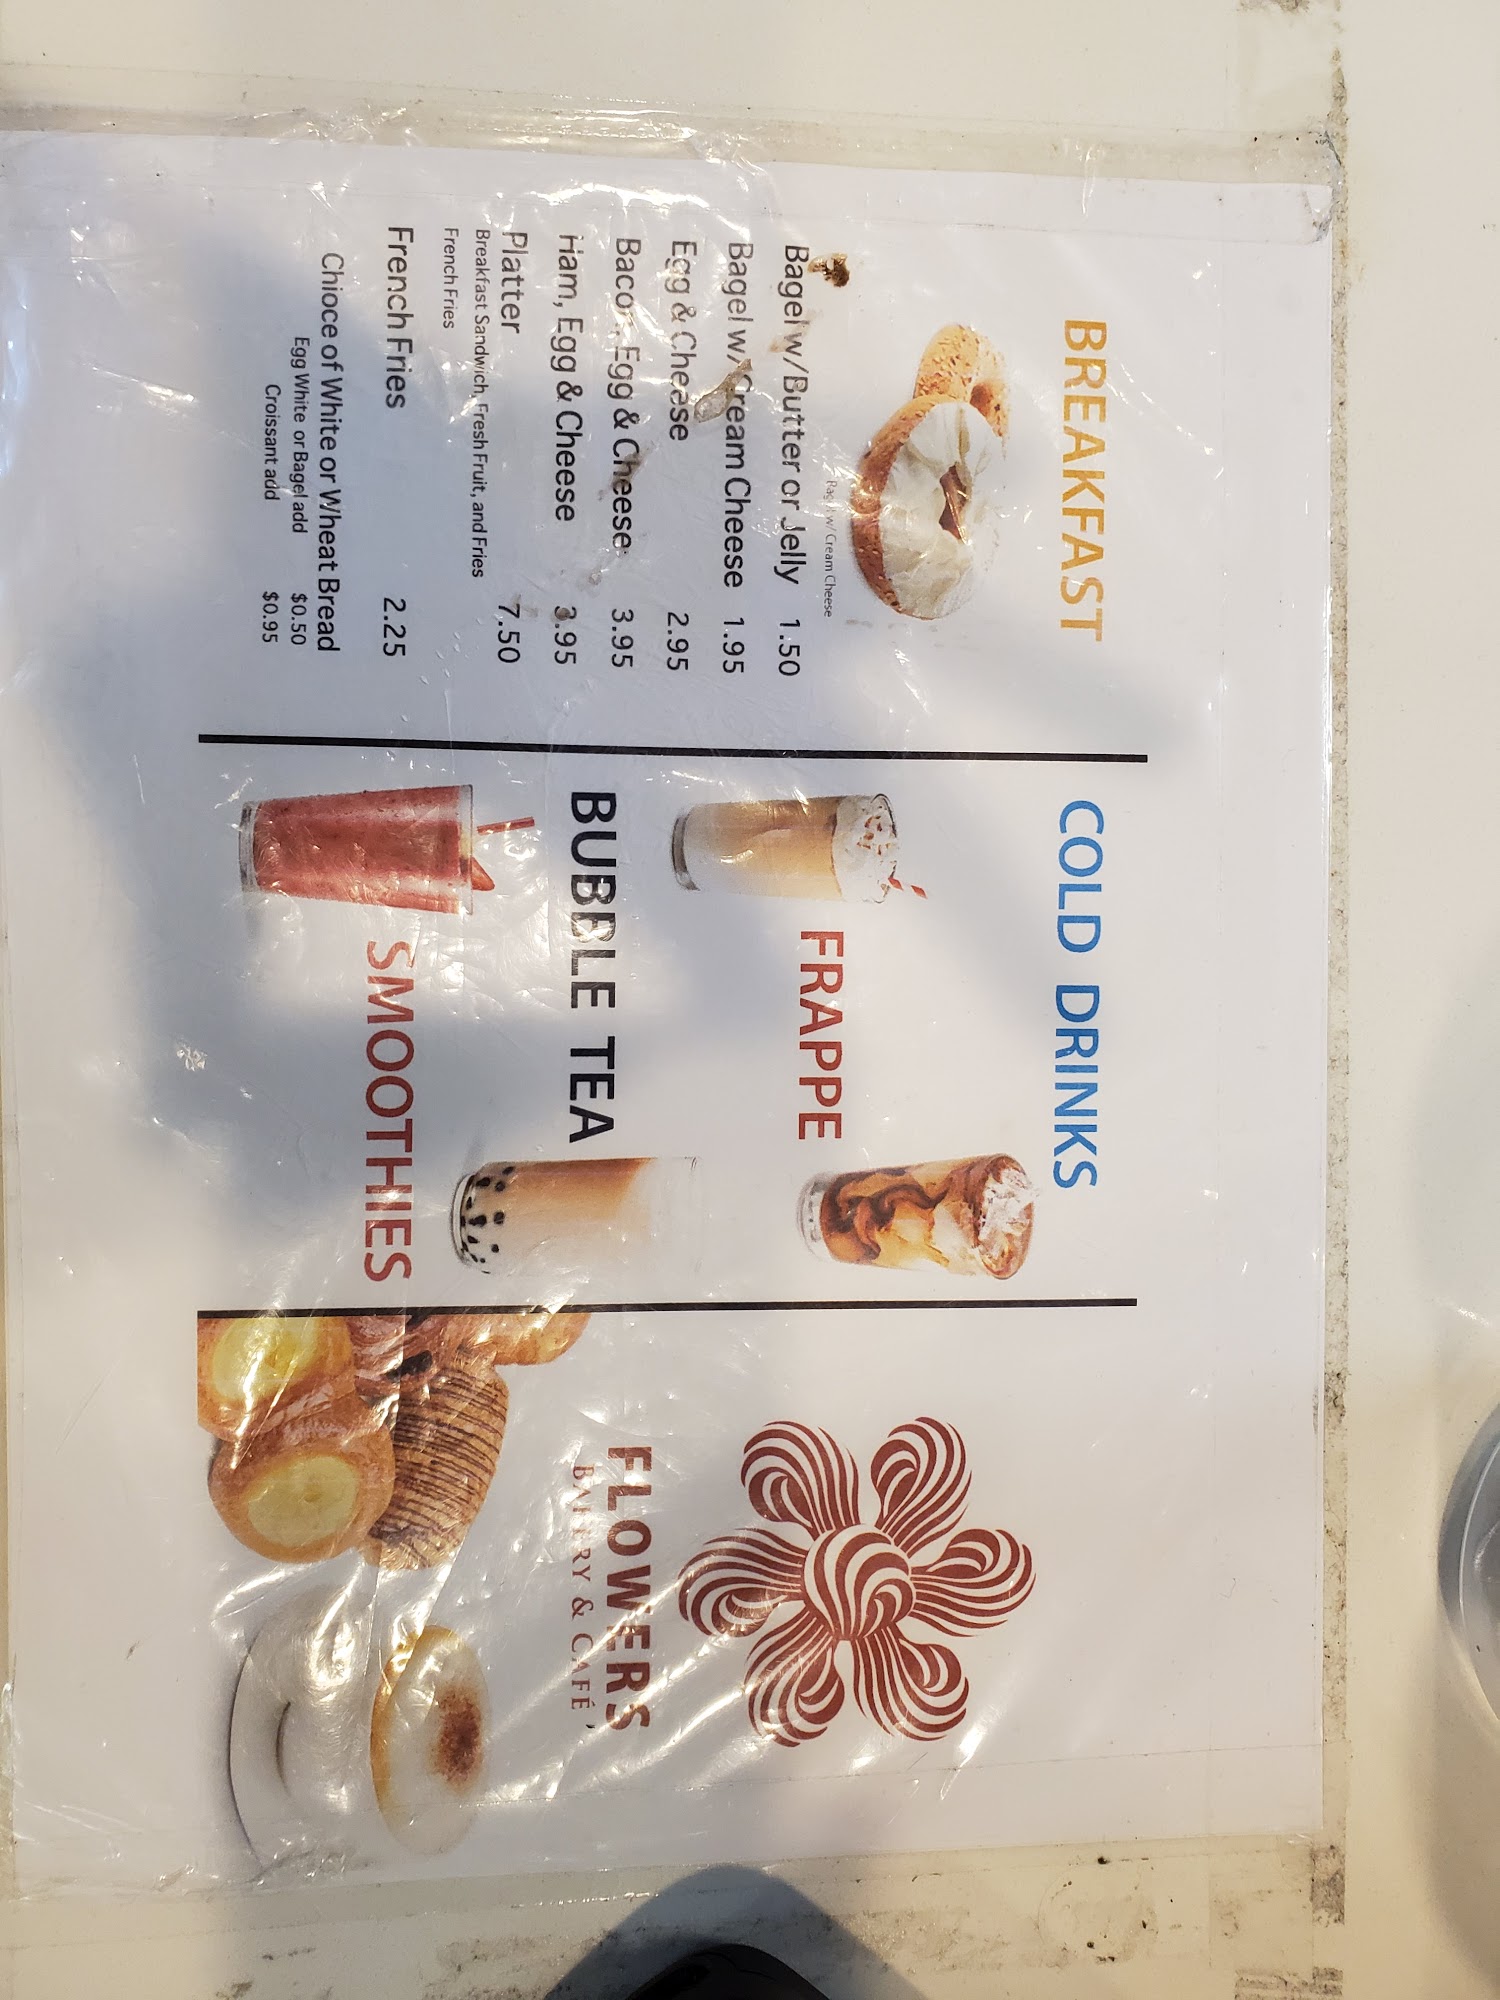 BREAKFAST
Bagel w/ Cream Cheese
Bagel w/Butter or Jelly 1.50
Bagel w/Cream Cheese 1.95
Egg & Cheese 2.95
Bacon, Egg & Cheese 3.95
Ham, Egg & Cheese 3.95
Platter 7.50
Breakfast Sandwich, Fresh Fruit, and Fries
French Fries
French Fries 2.25
Chioce of White or Wheat Bread
Egg White or Bagel add $0.50
Croissant add $0.95
COLD DRINKS
FRAPPE
BUBBLE TEA
SMOOTHIES
FLOWERS
BAKERY & CAFÉ